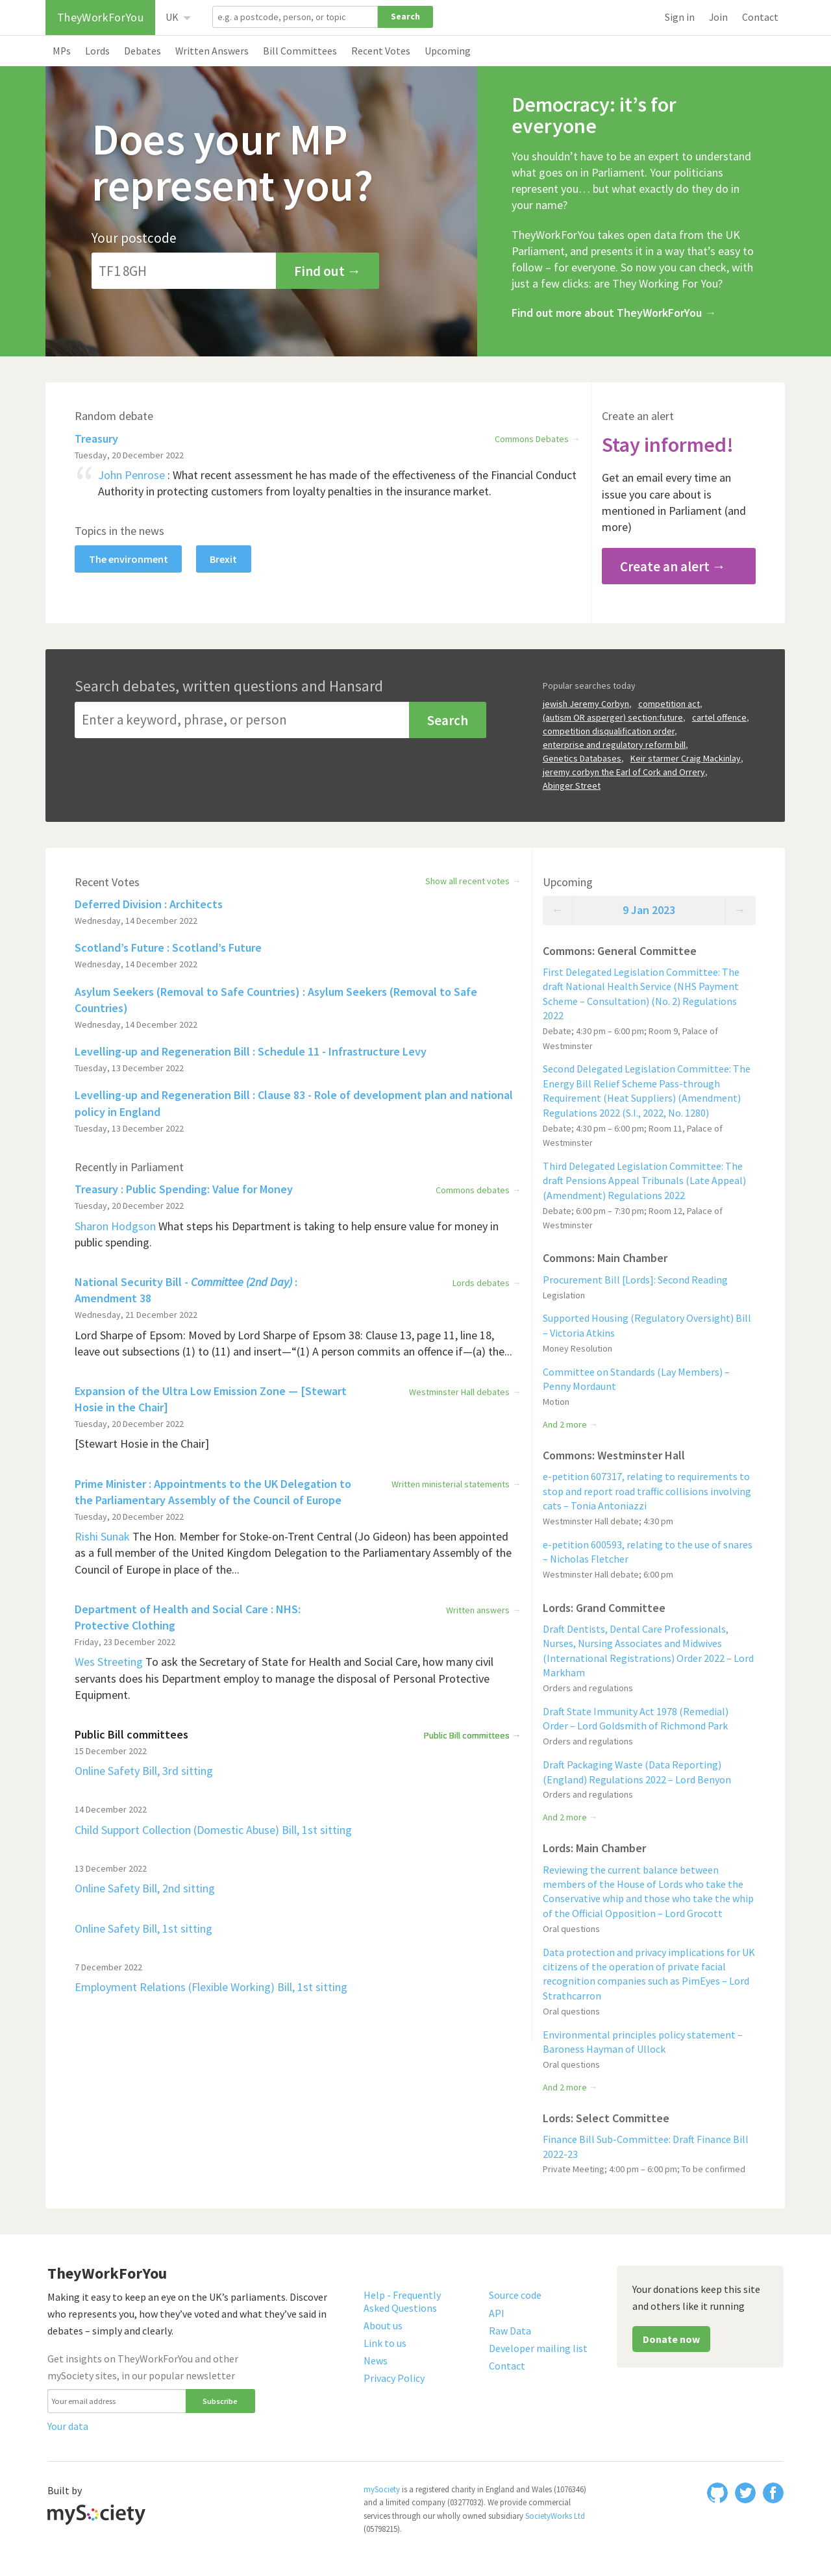 TheyWorkForYou
UK
e.g. a postcode, person, or topic
Search
Sign in
Join
Contact
MPs
Lords
Debates
Written Answers
Bill Committees
Recent Votes
Upcoming
Does your MP
represent you?
Your postcode
TF1 8GH
Find out →
Democracy: it’s for
everyone
You shouldn’t have to be an expert to understand
what goes on in Parliament. Your politicians
represent you… but what exactly do they do in
your name?
TheyWorkForYou takes open data from the UK
Parliament, and presents it in a way that’s easy to
follow – for everyone. So now you can check, with
just a few clicks: are They Working For You?
Find out more about TheyWorkForYou →
Random debate
Treasury
Commons Debates →
Tuesday, 20 December 2022
“
John Penrose : What recent assessment he has made of the effectiveness of the Financial Conduct
Authority in protecting customers from loyalty penalties in the insurance market.
Topics in the news
The environment
Brexit
Create an alert
Stay informed!
Get an email every time an
issue you care about is
mentioned in Parliament (and
more)
Create an alert →
Search debates, written questions and Hansard
Enter a keyword, phrase, or person
Search
Popular searches today
jewish Jeremy Corbyn, competition act,
(autism OR asperger) section:future, cartel offence,
competition disqualification order,
enterprise and regulatory reform bill,
Genetics Databases, Keir starmer Craig Mackinlay,
jeremy corbyn the Earl of Cork and Orrery,
Abinger Street
Recent Votes
Show all recent votes →
Deferred Division : Architects
Wednesday, 14 December 2022
Scotland’s Future : Scotland’s Future
Wednesday, 14 December 2022
Asylum Seekers (Removal to Safe Countries) : Asylum Seekers (Removal to Safe
Countries)
Wednesday, 14 December 2022
Levelling-up and Regeneration Bill : Schedule 11 - Infrastructure Levy
Tuesday, 13 December 2022
Levelling-up and Regeneration Bill : Clause 83 - Role of development plan and national
policy in England
Tuesday, 13 December 2022
Recently in Parliament
Treasury : Public Spending: Value for Money
Commons debates →
Tuesday, 20 December 2022
Sharon Hodgson What steps his Department is taking to help ensure value for money in
public spending.
National Security Bill - Committee (2nd Day) :
Amendment 38
Lords debates →
Wednesday, 21 December 2022
Lord Sharpe of Epsom: Moved by Lord Sharpe of Epsom 38: Clause 13, page 11, line 18,
leave out subsections (1) to (11) and insert—“(1) A person commits an offence if—(a) the...
Expansion of the Ultra Low Emission Zone — [Stewart
Hosie in the Chair]
Westminster Hall debates →
Tuesday, 20 December 2022
[Stewart Hosie in the Chair]
Prime Minister : Appointments to the UK Delegation to
the Parliamentary Assembly of the Council of Europe
Written ministerial statements →
Tuesday, 20 December 2022
Rishi Sunak The Hon. Member for Stoke-on-Trent Central (Jo Gideon) has been appointed
as a full member of the United Kingdom Delegation to the Parliamentary Assembly of the
Council of Europe in place of the...
Department of Health and Social Care : NHS:
Protective Clothing
Written answers →
Friday, 23 December 2022
Wes Streeting To ask the Secretary of State for Health and Social Care, how many civil
servants does his Department employ to manage the disposal of Personal Protective
Equipment.
Public Bill committees
Public Bill committees →
15 December 2022
Online Safety Bill, 3rd sitting
14 December 2022
Child Support Collection (Domestic Abuse) Bill, 1st sitting
13 December 2022
Online Safety Bill, 2nd sitting
Online Safety Bill, 1st sitting
7 December 2022
Employment Relations (Flexible Working) Bill, 1st sitting
Upcoming
← 9 Jan 2023 →
Commons: General Committee
First Delegated Legislation Committee: The
draft National Health Service (NHS Payment
Scheme – Consultation) (No. 2) Regulations
2022
Debate; 4:30 pm – 6:00 pm; Room 9, Palace of
Westminster
Second Delegated Legislation Committee: The
Energy Bill Relief Scheme Pass-through
Requirement (Heat Suppliers) (Amendment)
Regulations 2022 (S.I., 2022, No. 1280)
Debate; 4:30 pm – 6:00 pm; Room 11, Palace of
Westminster
Third Delegated Legislation Committee: The
draft Pensions Appeal Tribunals (Late Appeal)
(Amendment) Regulations 2022
Debate; 6:00 pm – 7:30 pm; Room 12, Palace of
Westminster
Commons: Main Chamber
Procurement Bill [Lords]: Second Reading
Legislation
Supported Housing (Regulatory Oversight) Bill
– Victoria Atkins
Money Resolution
Committee on Standards (Lay Members) –
Penny Mordaunt
Motion
And 2 more →
Commons: Westminster Hall
e-petition 607317, relating to requirements to
stop and report road traffic collisions involving
cats – Tonia Antoniazzi
Westminster Hall debate; 4:30 pm
e-petition 600593, relating to the use of snares
– Nicholas Fletcher
Westminster Hall debate; 6:00 pm
Lords: Grand Committee
Draft Dentists, Dental Care Professionals,
Nurses, Nursing Associates and Midwives
(International Registrations) Order 2022 – Lord
Markham
Orders and regulations
Draft State Immunity Act 1978 (Remedial)
Order – Lord Goldsmith of Richmond Park
Orders and regulations
Draft Packaging Waste (Data Reporting)
(England) Regulations 2022 – Lord Benyon
Orders and regulations
And 2 more →
Lords: Main Chamber
Reviewing the current balance between
members of the House of Lords who take the
Conservative whip and those who take the whip
of the Official Opposition – Lord Grocott
Oral questions
Data protection and privacy implications for UK
citizens of the operation of private facial
recognition companies such as PimEyes – Lord
Strathcarron
Oral questions
Environmental principles policy statement –
Baroness Hayman of Ullock
Oral questions
And 2 more →
Lords: Select Committee
Finance Bill Sub-Committee: Draft Finance Bill
2022-23
Private Meeting; 4:00 pm – 6:00 pm; To be confirmed
TheyWorkForYou
Making it easy to keep an eye on the UK’s parliaments. Discover
who represents you, how they’ve voted and what they’ve said in
debates – simply and clearly.
Get insights on TheyWorkForYou and other
mySociety sites, in our popular newsletter
Your email address
Subscribe
Your data
Help - Frequently
Asked Questions
About us
Link to us
News
Privacy Policy
Source code
API
Raw Data
Developer mailing list
Contact
Your donations keep this site
and others like it running
Donate now
Built by
mySociety
mySociety is a registered charity in England and Wales (1076346)
and a limited company (03277032). We provide commercial
services through our wholly owned subsidiary SocietyWorks Ltd
(05798215).